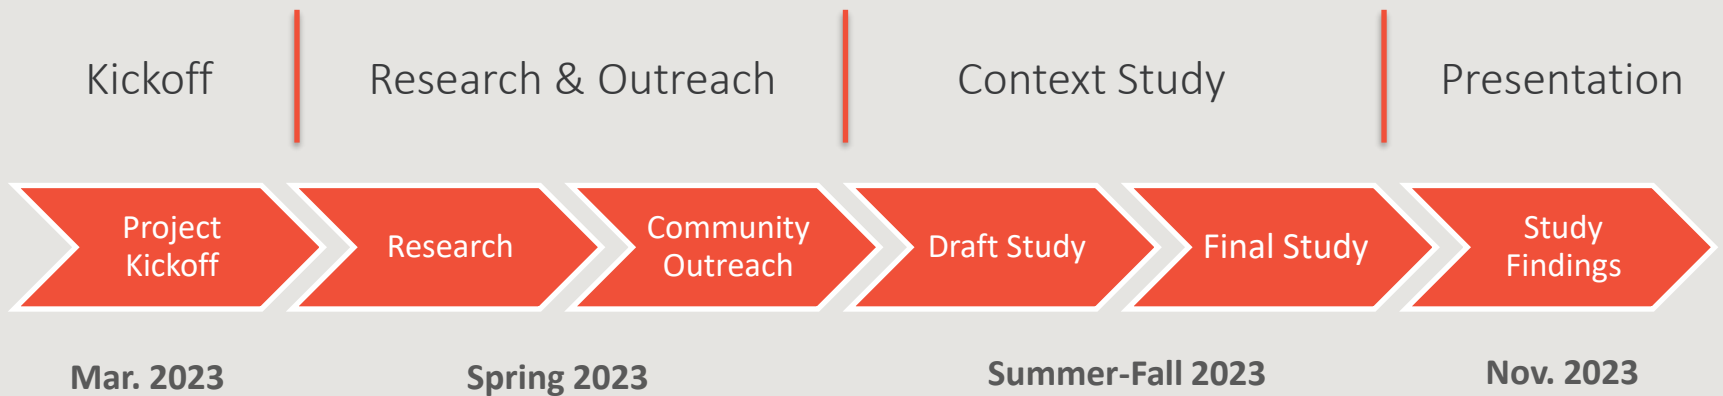 Kickoff
Research & Outreach
Context Study
Presentation
Project
Kickoff
Research
Community
Outreach
Draft Study
Final Study
Study
Findings
Mar. 2023
Spring 2023
Summer-Fall 2023
Nov. 2023